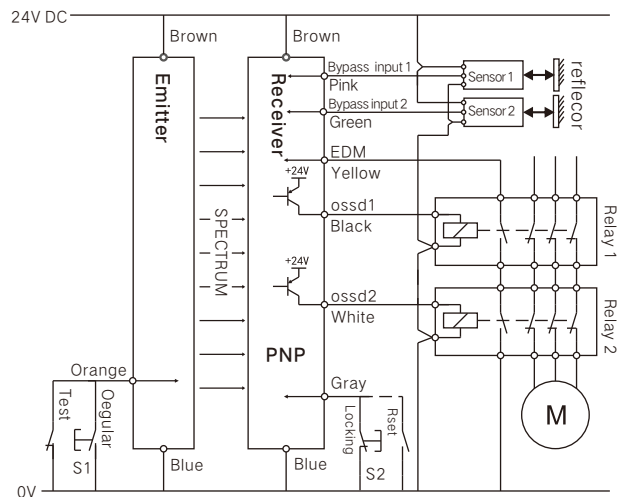 24V DC
Brown
Brown
Emitter
Receiver
Bypass input 1
Pink
Sensor 1
Bypass input 2
Green
Sensor 2
reflecor
EDM
Yellow
+24V
ossd1
Black
Relay 1
SPECTRUM
+24V
ossd2
White
Relay 2
PNP
Orange
Gray
Test
Oegular
Locking
Rset
M
S1
Blue
Blue
S2
0V